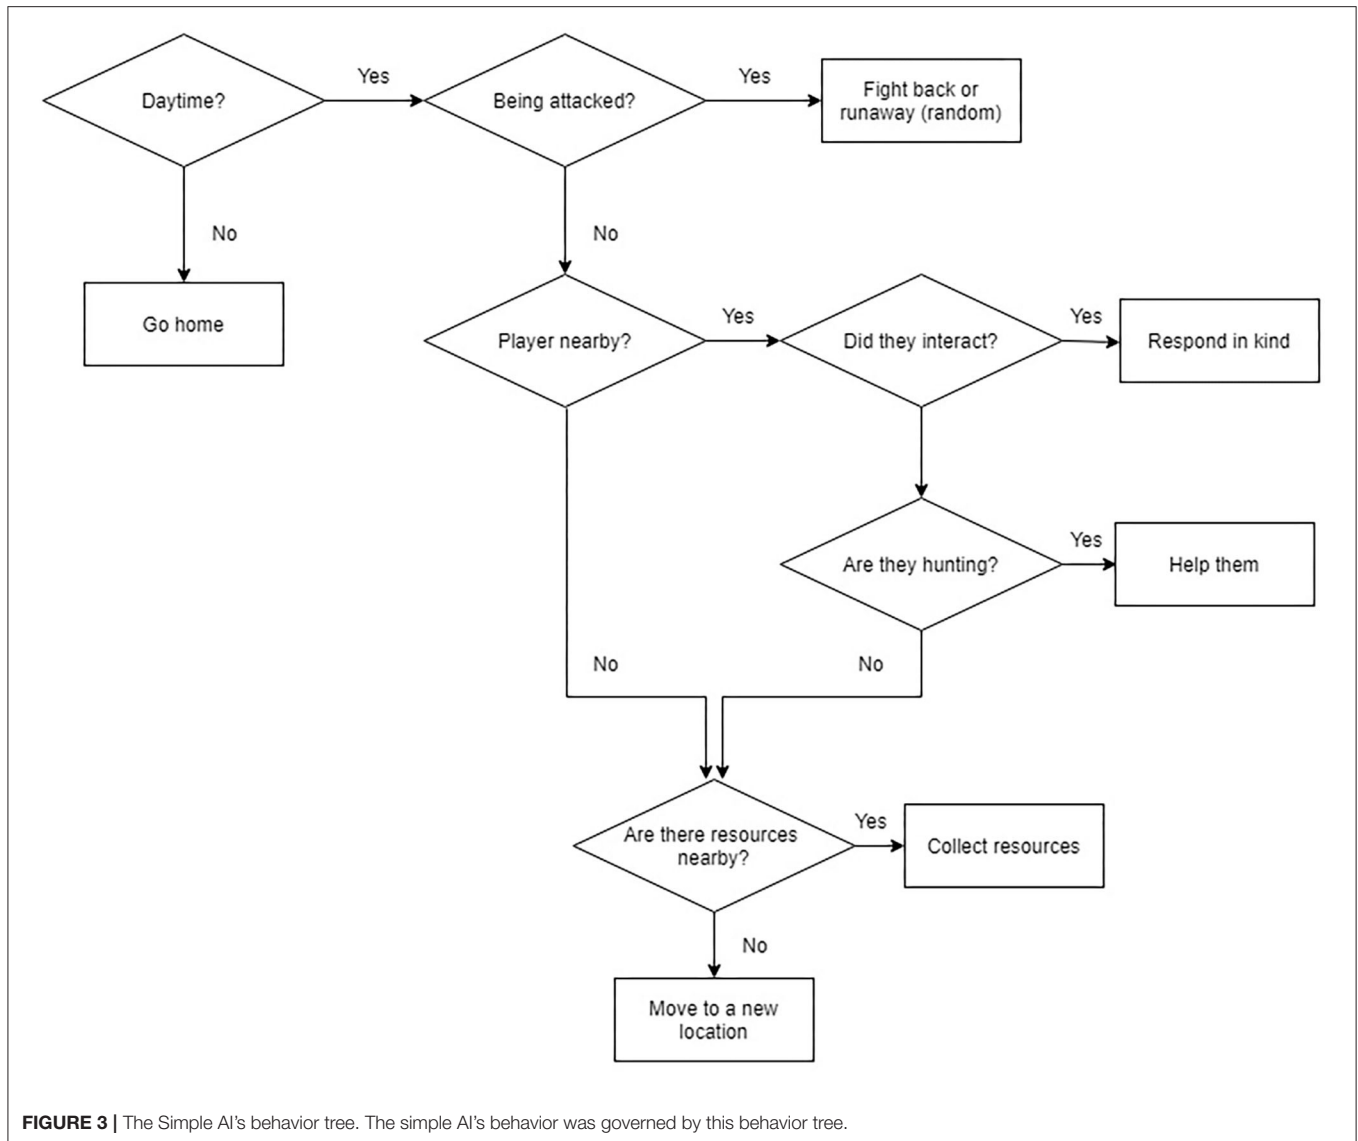 Daytime?
Yes
Being attacked?
Yes
Fight back or
runaway (random)
No
Go home
No
Player nearby?
Yes
Did they interact?
Yes
Respond in kind
Are they hunting?
Yes
Help them
No
No
Are there resources
nearby?
Yes
Collect resources
No
Move to a new
location
FIGURE 3 | The Simple AI's behavior tree. The simple AI's behavior was governed by this behavior tree.